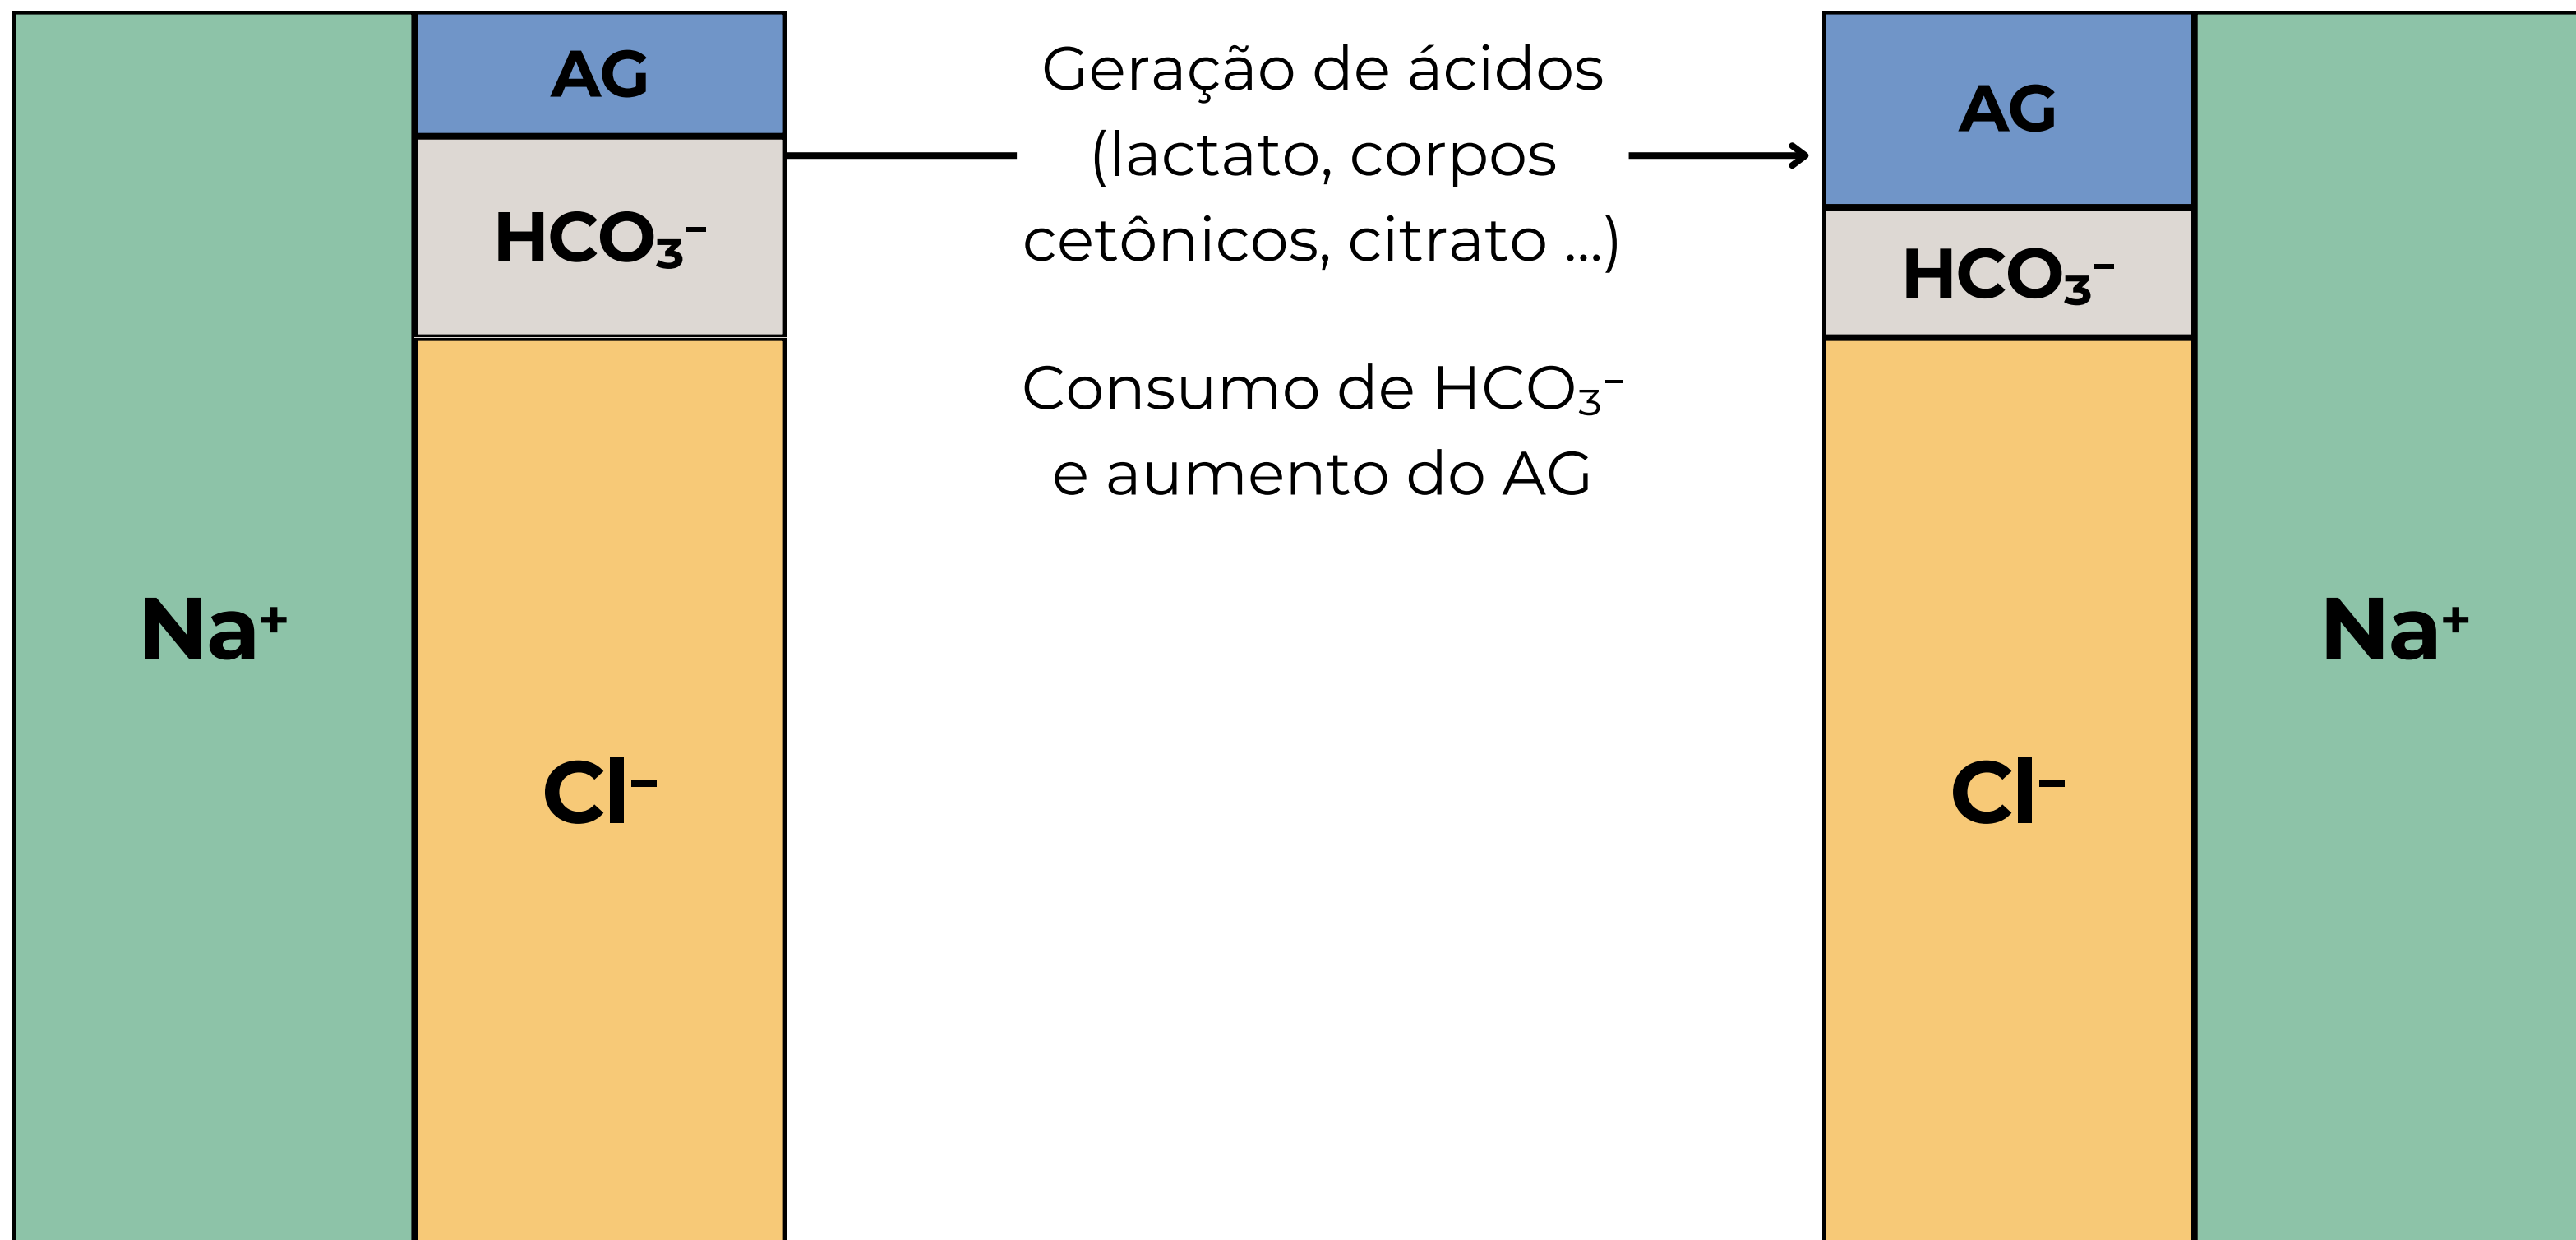 Na⁺
AG
HCO₃⁻
Cl⁻
Geração de ácidos
(lactato, corpos
cetônicos, citrato ...)
Consumo de HCO₃⁻
e aumento do AG
AG
HCO₃⁻
Cl⁻
Na⁺